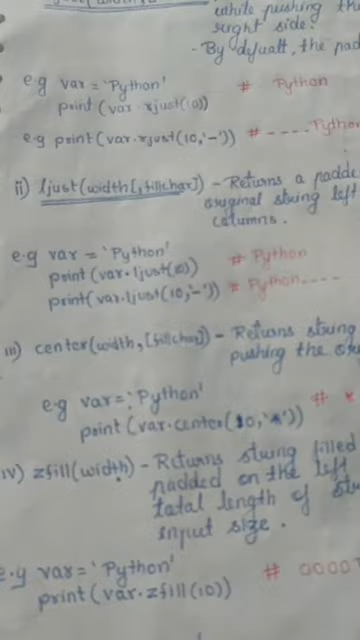 while pushing the
right side.
- By default, the pad
e.g var = 'Python'
print (var.rjust(10)) # Python
e.g print(var.rjust(10,'-')) # ---- Python
ii) ljust(width[,fillchar]) - Returns a padde
original string left
columns.
e.g var = 'Python' # Python
print (var.ljust(10))
print(var.ljust(10,'-')) # Python----
iii) center(width,[fillchar]) - Returns string
pushing the
e.g var = 'Python' #
print (var.center(10,'*'))
iv) zfill(width) - Returns string filled
padded on the left
total length of
input size.
e.g var = 'Python' # 0000
print (var.zfill(10))